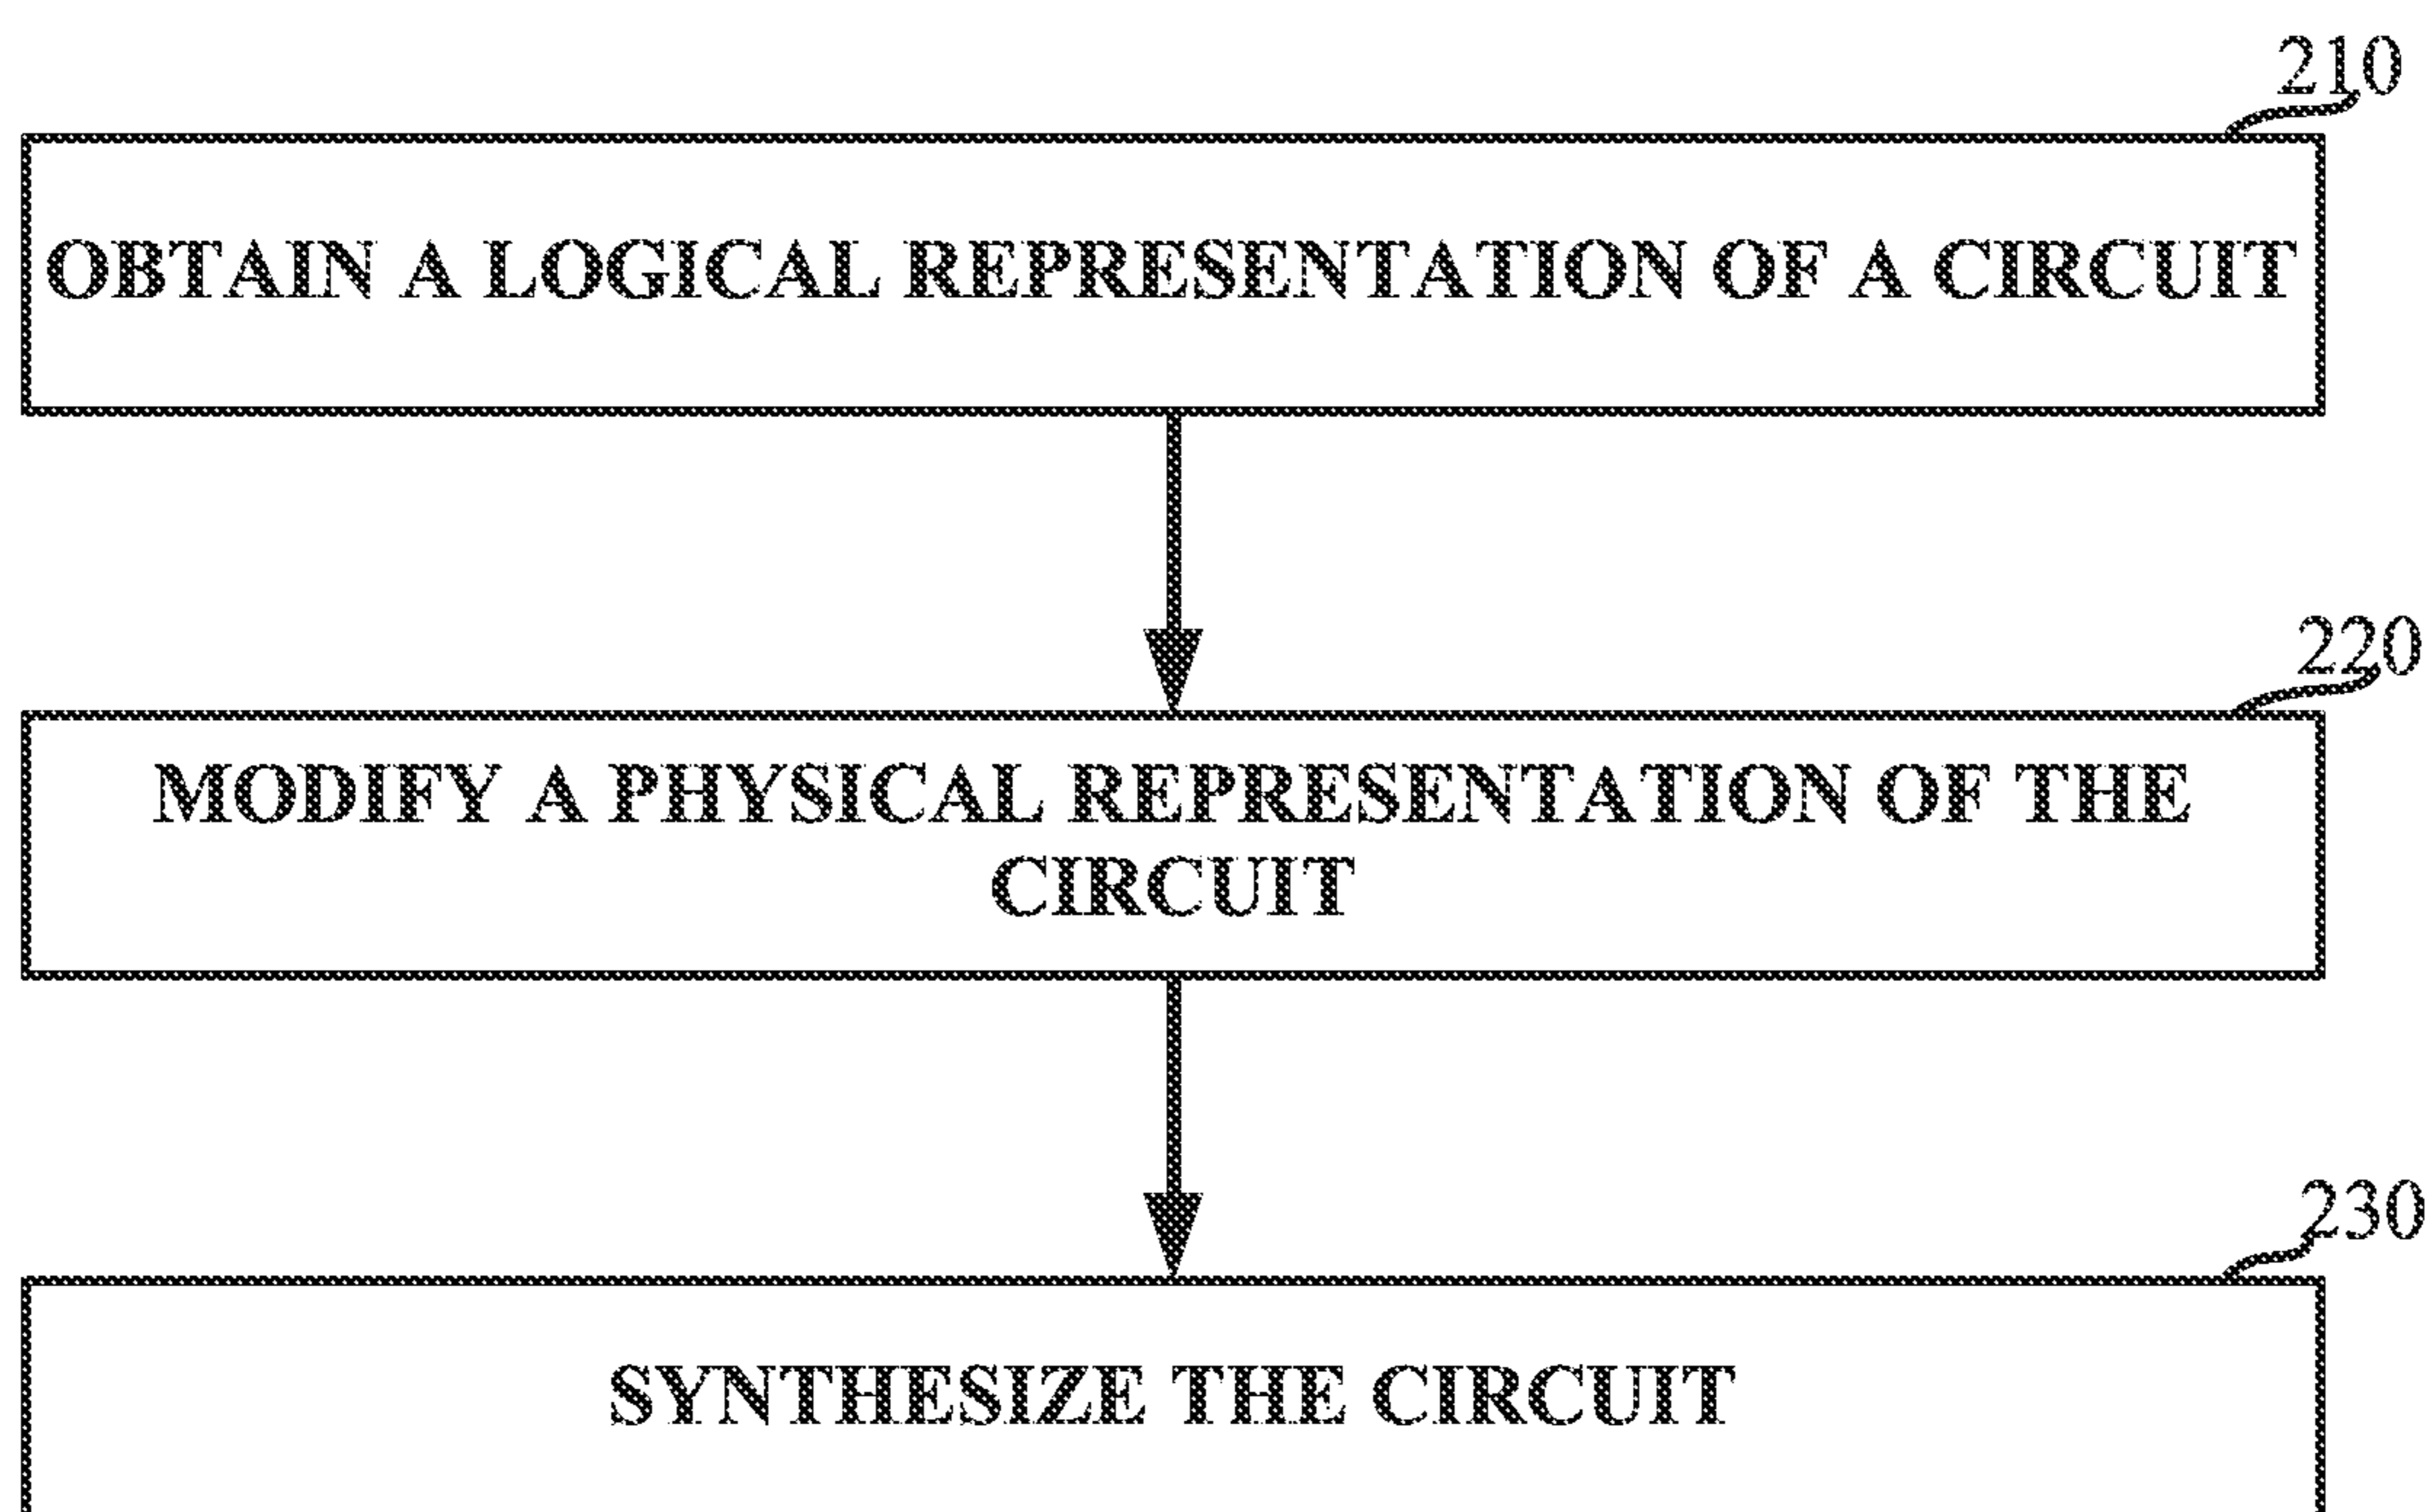 210
OBTAIN A LOGICAL REPRESENTATION OF A CIRCUIT
220
MODIFY A PHYSICAL REPRESENTATION OF THE
CIRCUIT
230
SYNTHESIZE THE CIRCUIT